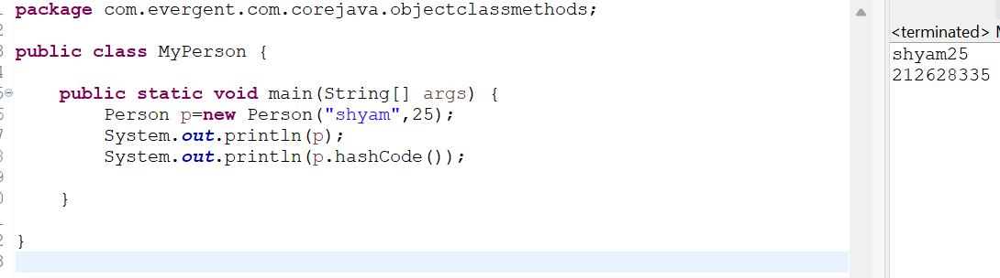 package com.evergent.com.corejava.objectclassmethods;
public class MyPerson {
public static void main(String[] args) {
Person p=new Person("shyam",25);
System.out.println(p);
System.out.println(p.hashCode());
}
}
<terminated>
shyam25
212628335